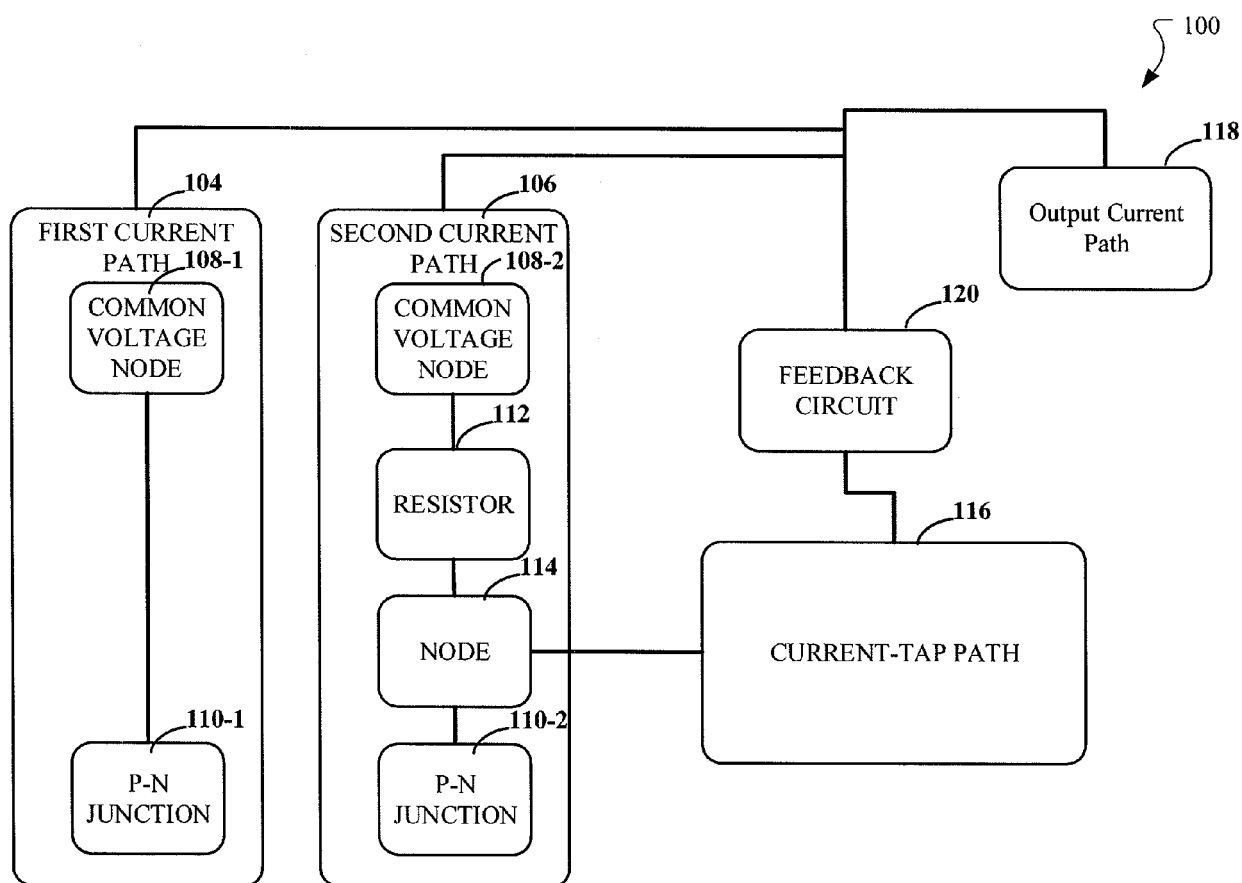 100
118
Output Current
Path
104
FIRST CURRENT
PATH
108-1
COMMON
VOLTAGE
NODE
110-1
P-N
JUNCTION
106
SECOND CURRENT
PATH
108-2
COMMON
VOLTAGE
NODE
112
RESISTOR
114
NODE
110-2
P-N
JUNCTION
120
FEEDBACK
CIRCUIT
116
CURRENT-TAP PATH